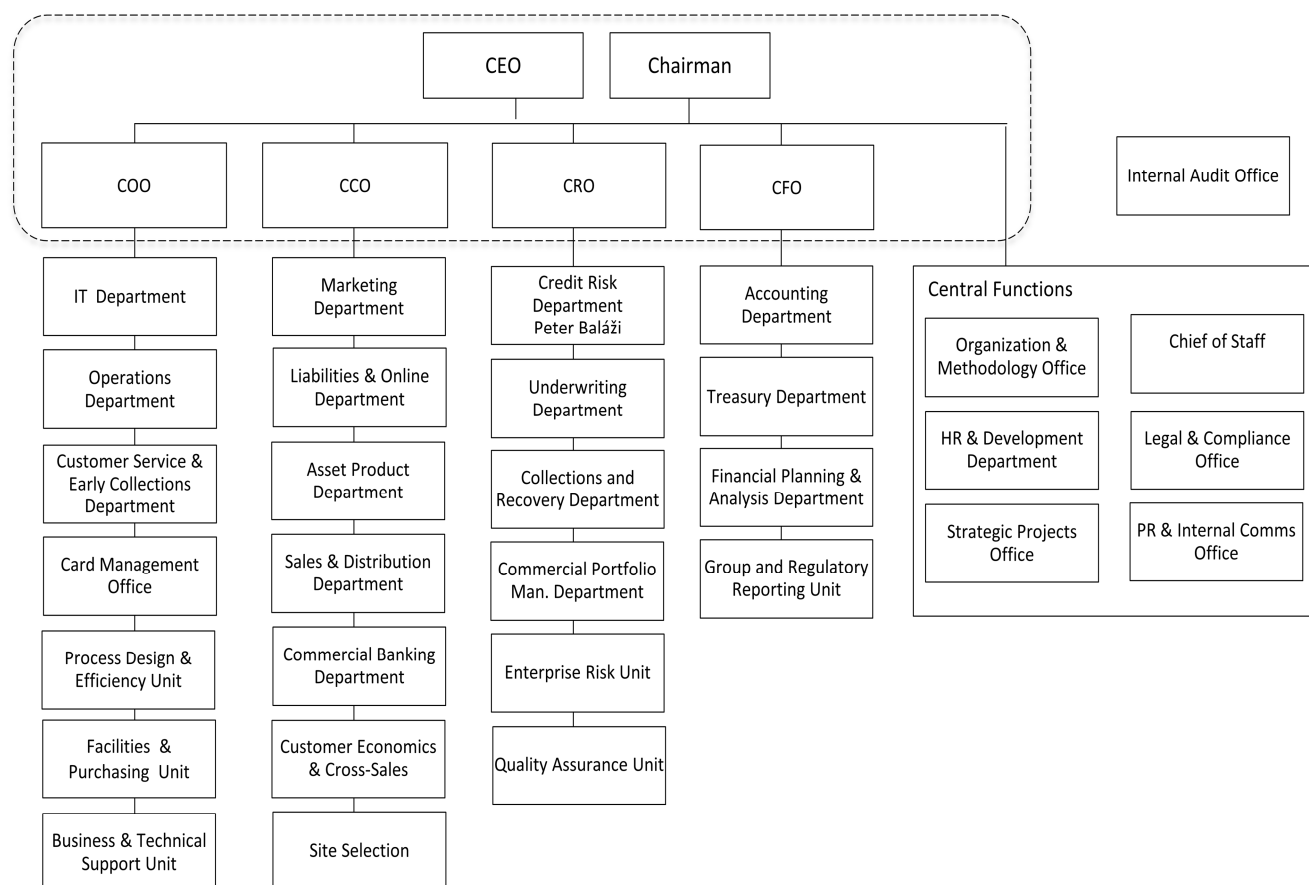 CEO
Chairman
COO
CCO
CRO
CFO
Internal Audit Office
IT Department
Operations
Department
Customer Service &
Early Collections
Department
Card Management
Office
Process Design &
Efficiency Unit
Facilities &
Purchasing Unit
Business & Technical
Support Unit
Marketing
Department
Liabilities & Online
Department
Asset Product
Department
Sales & Distribution
Department
Commercial Banking
Department
Customer Economics
& Cross-Sales
Site Selection
Credit Risk
Department
Peter Baláži
Underwriting
Department
Collections and
Recovery Department
Commercial Portfolio
Man. Department
Enterprise Risk Unit
Quality Assurance Unit
Accounting
Department
Treasury Department
Financial Planning &
Analysis Department
Group and Regulatory
Reporting Unit
Central Functions
Organization &
Methodology Office
Chief of Staff
HR & Development
Department
Legal & Compliance
Office
Strategic Projects
Office
PR & Internal Comms
Office